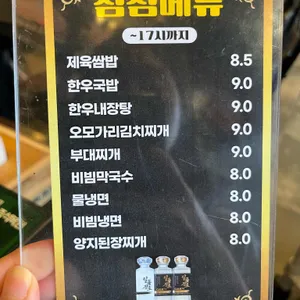 점심메뉴
~17시까지
제육쌈밥 8.5
한우국밥 9.0
한우내장탕 9.0
오모가리김치찌개 9.0
부대찌개 9.0
비빔막국수 8.0
물냉면 8.0
비빔냉면 8.0
양지된장찌개 8.0